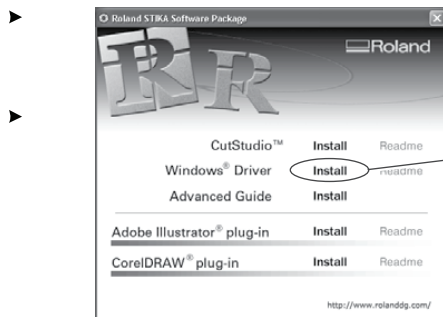 Roland STIKA Software Package
Roland
CutStudio™ Install Readme
Windows® Driver Install Readme
Advanced Guide Install
Adobe Illustrator® plug-in Install Readme
CorelDRAW® plug-in Install Readme
http://www.rolanddg.com/